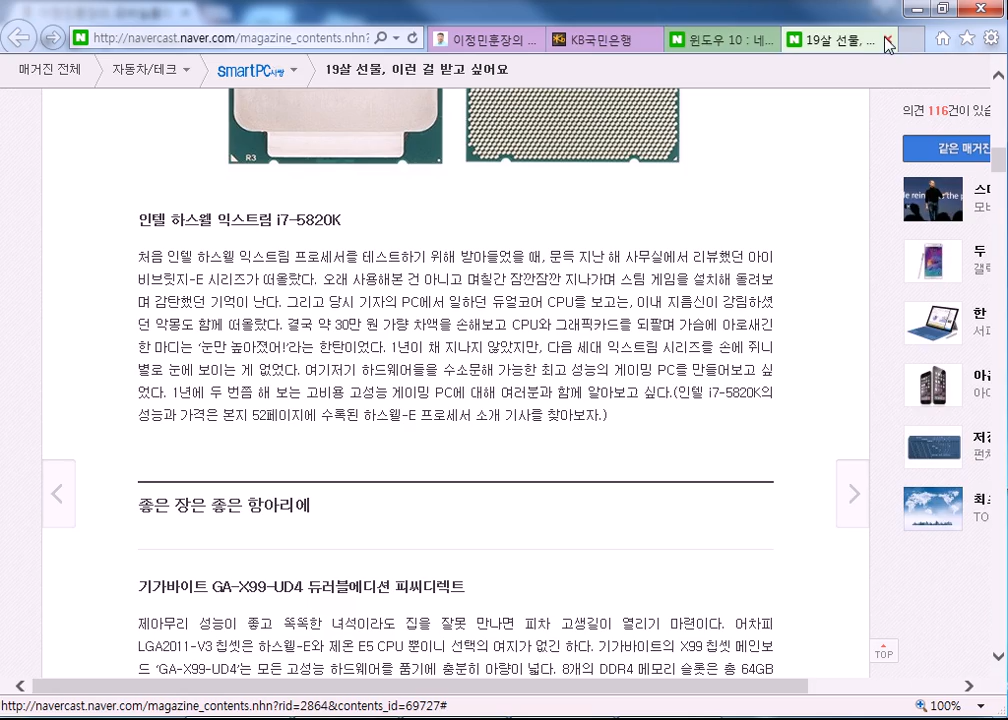 http://navercast.naver.com/magazine_contents.nhn?
이정민훈장의 ...
KB국민은행
윈도우 10 : 네...
19살 선물, ...
매거진 전체
자동차/테크
smartPC사랑
19살 선물, 이런 걸 받고 싶어요
의견 116건이 있습
같은 매거진
R3
인텔 하스웰 익스트림 i7-5820K
처음 인텔 하스웰 익스트림 프로세서를 테스트하기 위해 받아들었을 때, 문득 지난 해 사무실에서 리뷰했던 아이
비브릿지-E 시리즈가 떠올랐다. 오래 사용해본 건 아니고 며칠간 잠깐잠깐 지나가며 스팀 게임을 설치해 돌려보
며 감탄했던 기억이 난다. 그리고 당시 기자의 PC에서 일하던 듀얼코어 CPU를 보고는, 이내 지름신이 강림하셨
던 악몽도 함께 떠올랐다. 결국 약 30만 원 가량 차액을 손해보고 CPU와 그래픽카드를 되팔며 가슴에 아로새긴
한 마디는 ‘눈만 높아졌어!’라는 한탄이었다. 1년이 채 지나지 않았지만, 다음 세대 익스트림 시리즈를 손에 쥐니
별로 눈에 보이는 게 없었다. 여기저기 하드웨어들을 수소문해 가능한 최고 성능의 게이밍 PC를 만들어보고 싶
었다. 1년에 두 번쯤 해 보는 고비용 고성능 게이밍 PC에 대해 여러분과 함께 알아보고 싶다.(인텔 i7-5820K의
성능과 가격은 본지 52페이지에 수록된 하스웰-E 프로세서 소개 기사를 찾아보자.)
좋은 장은 좋은 항아리에
기가바이트 GA-X99-UD4 듀러블에디션 피씨디렉트
제아무리 성능이 좋고 똑똑한 녀석이라도 집을 잘못 만나면 피차 고생길이 열리기 마련이다. 어차피
LGA2011-V3 칩셋은 하스웰-E와 제온 E5 CPU 뿐이니 선택의 여지가 없긴 하다. 기가바이트의 X99 칩셋 메인보
드 ‘GA-X99-UD4’는 모든 고성능 하드웨어를 품기에 충분히 아량이 넓다. 8개의 DDR4 메모리 슬롯은 총 64GB
모바
두
갤럭
한
서피
아이
저렴
펀치
최
TO
TOP
http://navercast.naver.com/magazine_contents.nhn?rid=2864&contents_id=69727#
100%